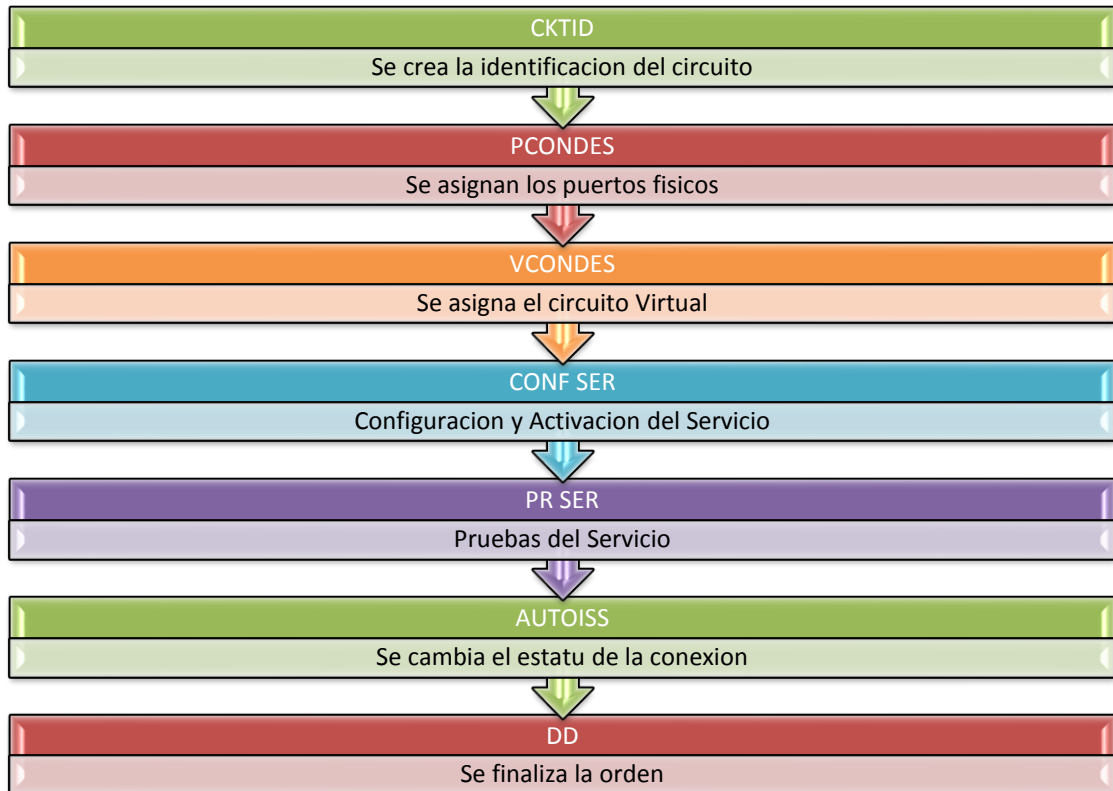 CKTID
Se crea la identificacion del circuito
PCONDES
Se asignan los puertos fisicos
VCONDES
Se asigna el circuito Virtual
CONF SER
Configuracion y Activacion del Servicio
PR SER
Pruebas del Servicio
AUTOISS
Se cambia el estatu de la conexion
DD
Se finaliza la orden